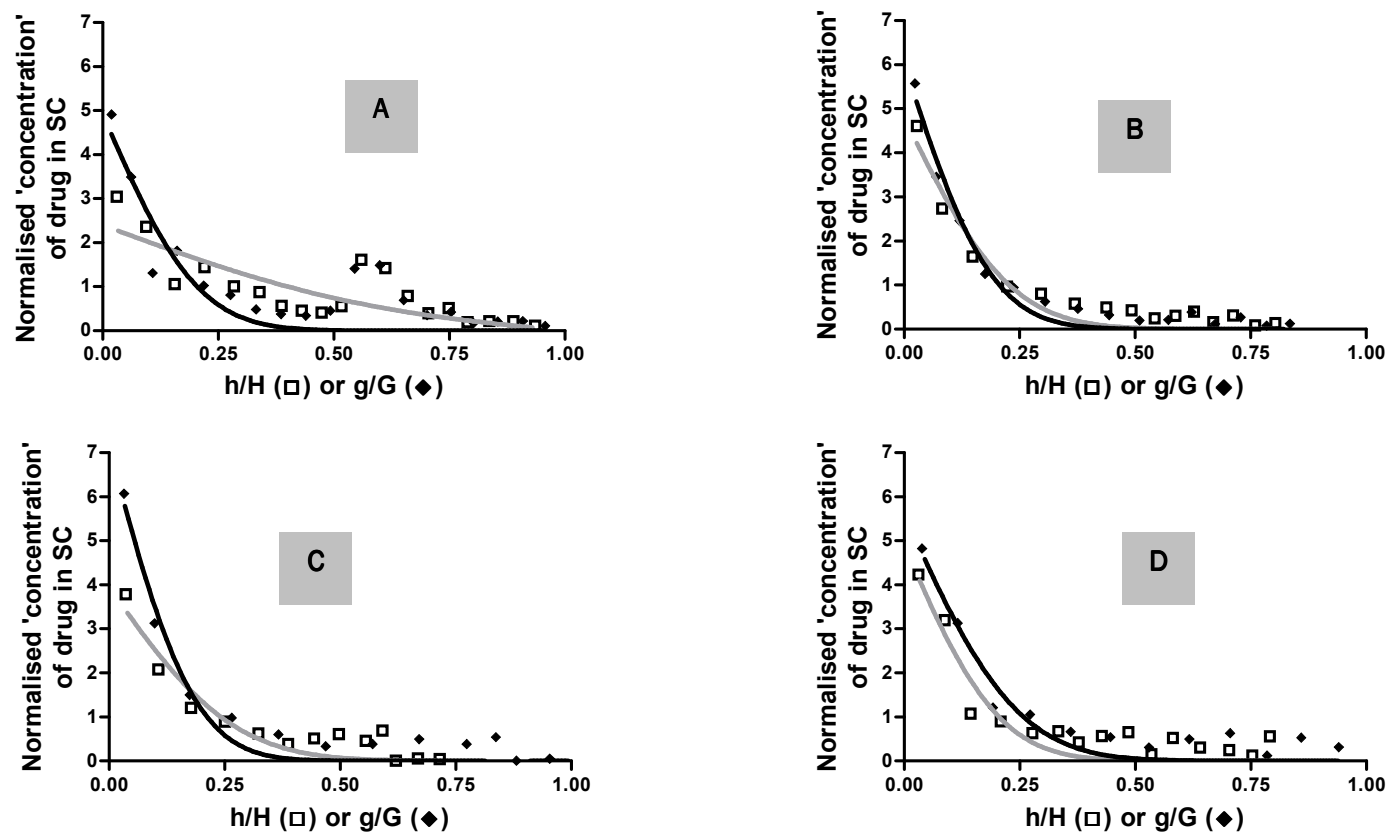 Normalised 'concentration'
of drug in SC
7
6
5
4
3
2
1
0
A
0.00 0.25 0.50 0.75 1.00
h/H (□) or g/G (◆)
Normalised 'concentration'
of drug in SC
7
6
5
4
3
2
1
0
B
0.00 0.25 0.50 0.75 1.00
h/H (□) or g/G (◆)
Normalised 'concentration'
of drug in SC
7
6
5
4
3
2
1
0
C
0.00 0.25 0.50 0.75 1.00
h/H (□) or g/G (◆)
Normalised 'concentration'
of drug in SC
7
6
5
4
3
2
1
0
D
0.00 0.25 0.50 0.75 1.00
h/H (□) or g/G (◆)